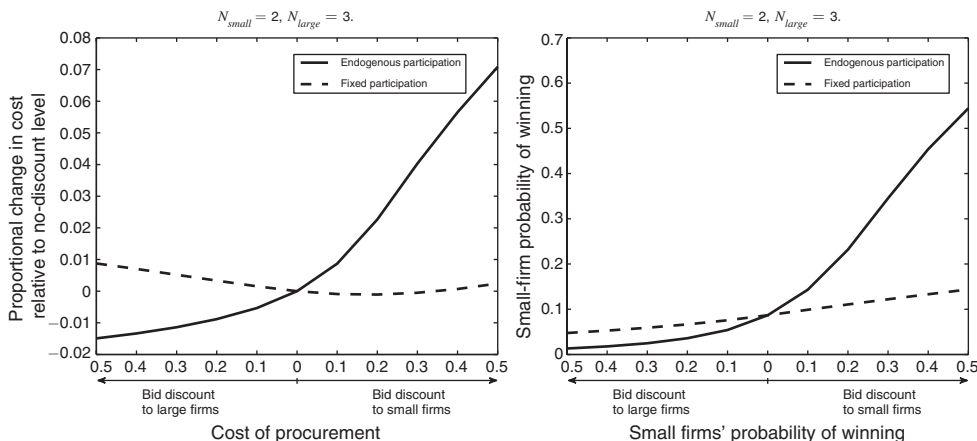 N_small = 2, N_large = 3.
Proportional change in cost
relative to no-discount level
0.08
0.07
0.06
0.05
0.04
0.03
0.02
0.01
0
−0.01
−0.02
Endogenous participation
Fixed participation
0.5 0.4 0.3 0.2 0.1 0 0.1 0.2 0.3 0.4 0.5
Bid discount
to large firms
Bid discount
to small firms
Cost of procurement
N_small = 2, N_large = 3.
Small-firm probability of winning
0.7
0.6
0.5
0.4
0.3
0.2
0.1
0
Endogenous participation
Fixed participation
0.5 0.4 0.3 0.2 0.1 0 0.1 0.2 0.3 0.4 0.5
Bid discount
to large firms
Bid discount
to small firms
Small firms' probability of winning